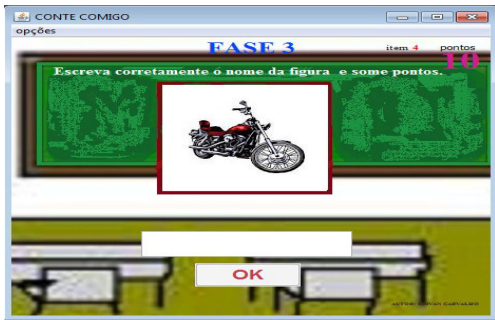 CONTE COMIGO
opções
FASE 3
item 4 pontos
10
Escreva corretamente o nome da figura e some pontos.
OK